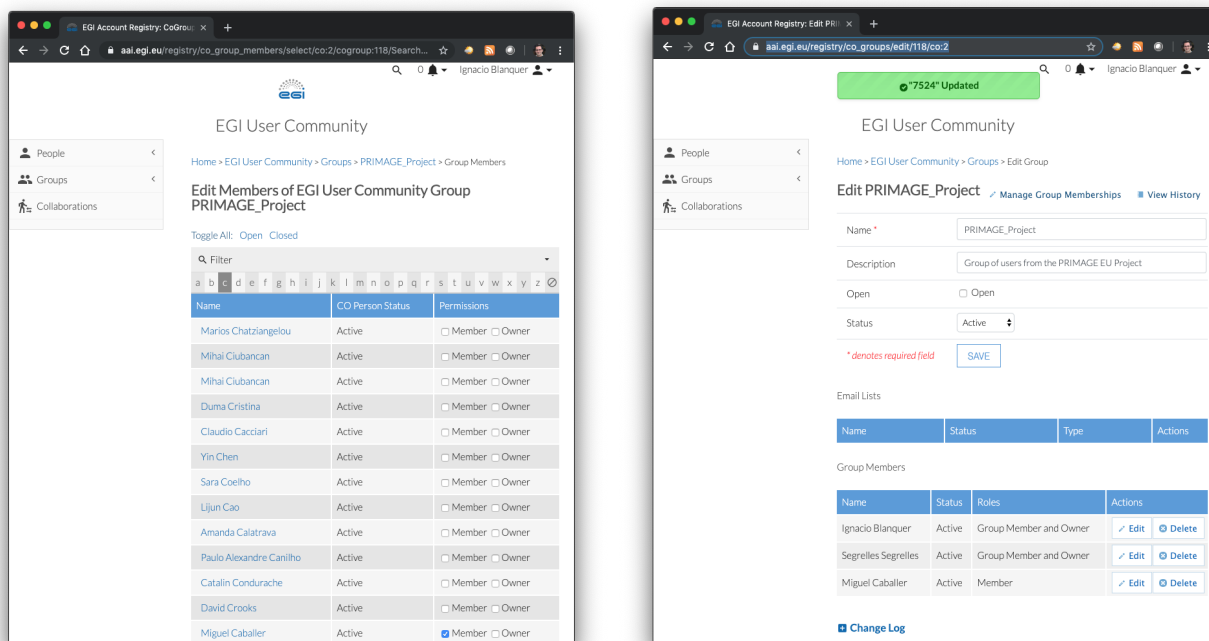 EGI Account Registry: CoGroup
aai.egi.eu/registry/co_group_members/select/co:2/cogroup:118/Search...
0 Ignacio Blanquer
egi
EGI User Community
People
Groups
Collaborations
Home > EGI User Community > Groups > PRIMAGE_Project > Group Members
Edit Members of EGI User Community Group
PRIMAGE_Project
Toggle All: Open Closed
Filter
a b c d e f g h i j k l m n o p q r s t u v w x y z
Name CO Person Status Permissions
Marios Chatziangelou Active Member Owner
Mihai Ciubancan Active Member Owner
Mihai Ciubancan Active Member Owner
Duma Cristina Active Member Owner
Claudio Cacciari Active Member Owner
Yin Chen Active Member Owner
Sara Coelho Active Member Owner
Lijun Cao Active Member Owner
Amanda Calatrava Active Member Owner
Paulo Alexandre Canilho Active Member Owner
Catalin Condurache Active Member Owner
David Crooks Active Member Owner
Miguel Caballer Active Member Owner
EGI Account Registry: Edit PRI
aai.egi.eu/registry/co_groups/edit/118/co:2
0 Ignacio Blanquer
"7524" Updated
EGI User Community
People
Groups
Collaborations
Home > EGI User Community > Groups > Edit Group
Edit PRIMAGE_Project Manage Group Memberships View History
Name * PRIMAGE_Project
Description Group of users from the PRIMAGE EU Project
Open Open
Status Active
* denotes required field SAVE
Email Lists
Name Status Type Actions
Group Members
Name Status Roles Actions
Ignacio Blanquer Active Group Member and Owner Edit Delete
Segrelles Segrelles Active Group Member and Owner Edit Delete
Miguel Caballer Active Member Edit Delete
Change Log